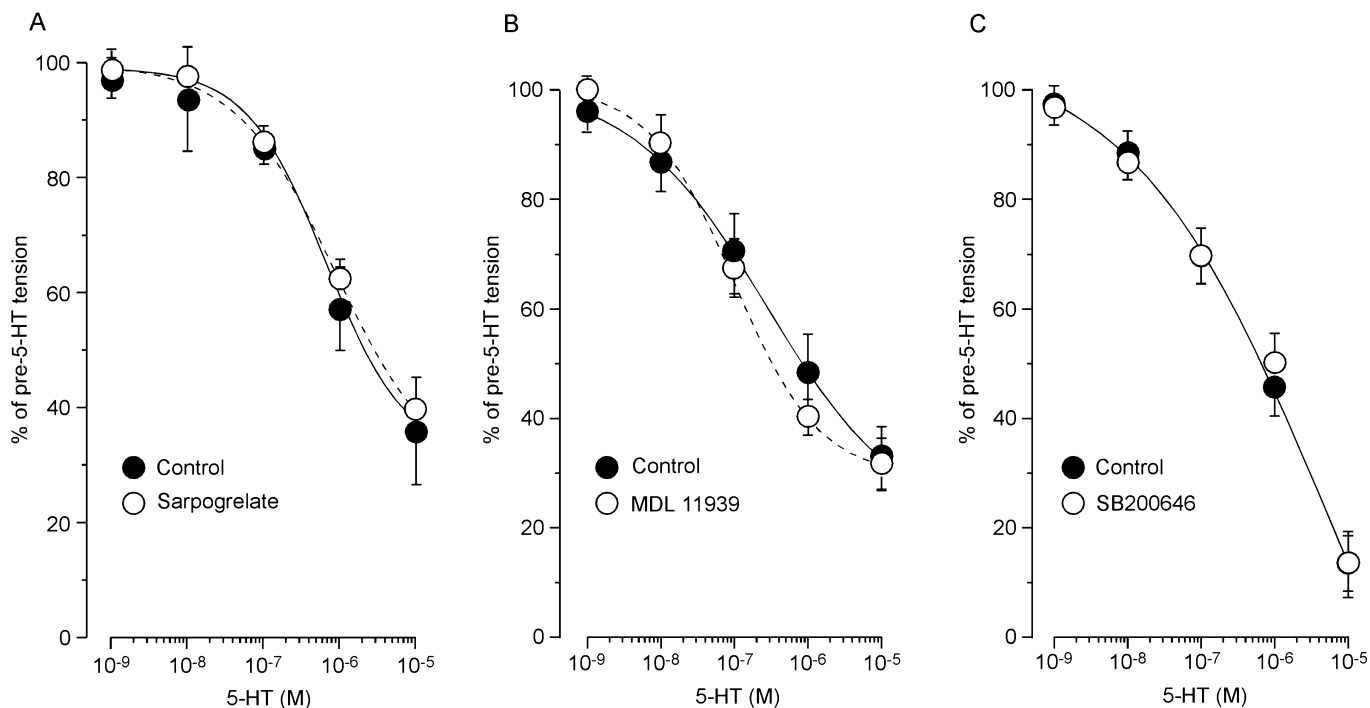 A
100
80
60
40
20
0
% of pre-5-HT tension
Control
Sarpogrelate
10-9
10-8
10-7
10-6
10-5
5-HT (M)
B
100
80
60
40
20
0
% of pre-5-HT tension
Control
MDL 11939
10-9
10-8
10-7
10-6
10-5
5-HT (M)
C
100
80
60
40
20
0
% of pre-5-HT tension
Control
SB200646
10-9
10-8
10-7
10-6
10-5
5-HT (M)